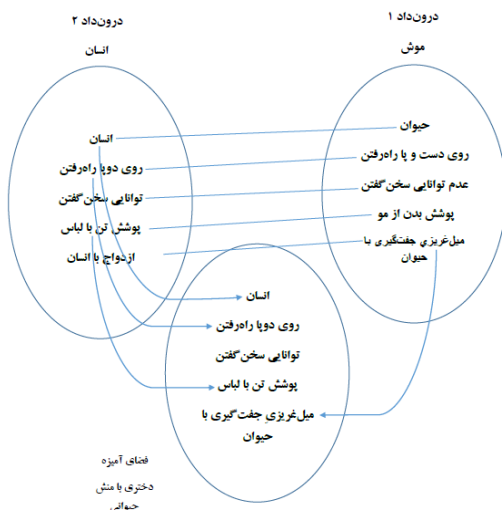 درون‌داد ۱
موش
حیوان
روی دست و پا راه‌رفتن
عدم توانایی سخن‌گفتن
پوشش بدن از مو
میل‌غریزی جفت‌گیری با
حیوان
درون‌داد ۲
انسان
انسان
روی دوپا راه‌رفتن
توانایی سخن‌گفتن
پوشش تن با لباس
ازدواج با انسان
انسان
روی دوپا راه‌رفتن
توانایی سخن‌گفتن
پوشش تن با لباس
میل‌غریزیِ جفت‌گیری با
حیوان
فضای آمیزه
دختری با منش
حیوانی